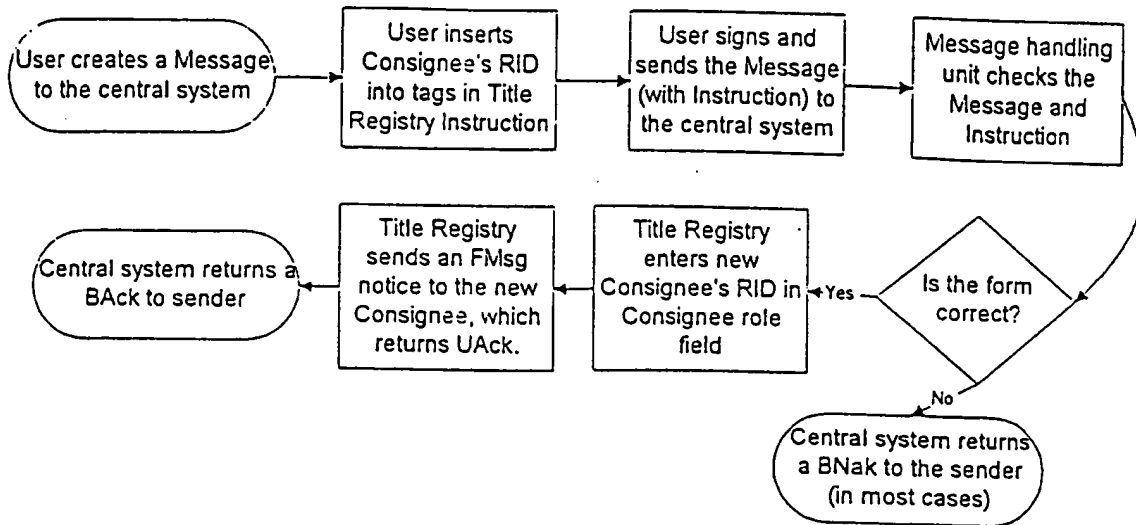 User creates a Message
to the central system
User inserts
Consignee's RID
into tags in Title
Registry Instruction
User signs and
sends the Message
(with Instruction) to
the central system
Message handling
unit checks the
Message and
Instruction
Is the form
correct?
Yes
Title Registry
enters new
Consignee's RID in
Consignee role
field
Title Registry
sends an FMsg
notice to the new
Consignee, which
returns UAck.
Central system returns a
BAck to sender
No
Central system returns
a BNak to the sender
(in most cases)